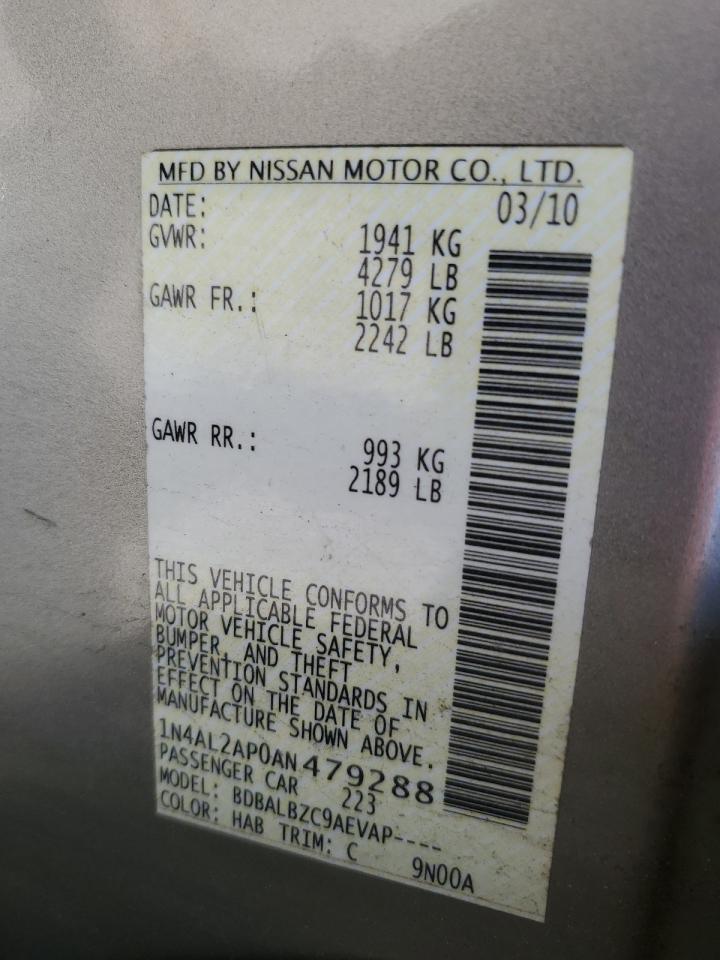 MFD BY NISSAN MOTOR CO., LTD.
DATE: 03/10
GVWR: 1941 KG
4279 LB
GAWR FR.: 1017 KG
2242 LB
GAWR RR.: 993 KG
2189 LB
THIS VEHICLE CONFORMS TO
ALL APPLICABLE FEDERAL
MOTOR VEHICLE SAFETY,
BUMPER, AND THEFT
PREVENTION STANDARDS IN
EFFECT ON THE DATE OF
MANUFACTURE SHOWN ABOVE.
1N4AL2AP0AN479288
PASSENGER CAR 223
MODEL: BDBALBZC9AEVAP----
COLOR: HAB TRIM: C 9N00A